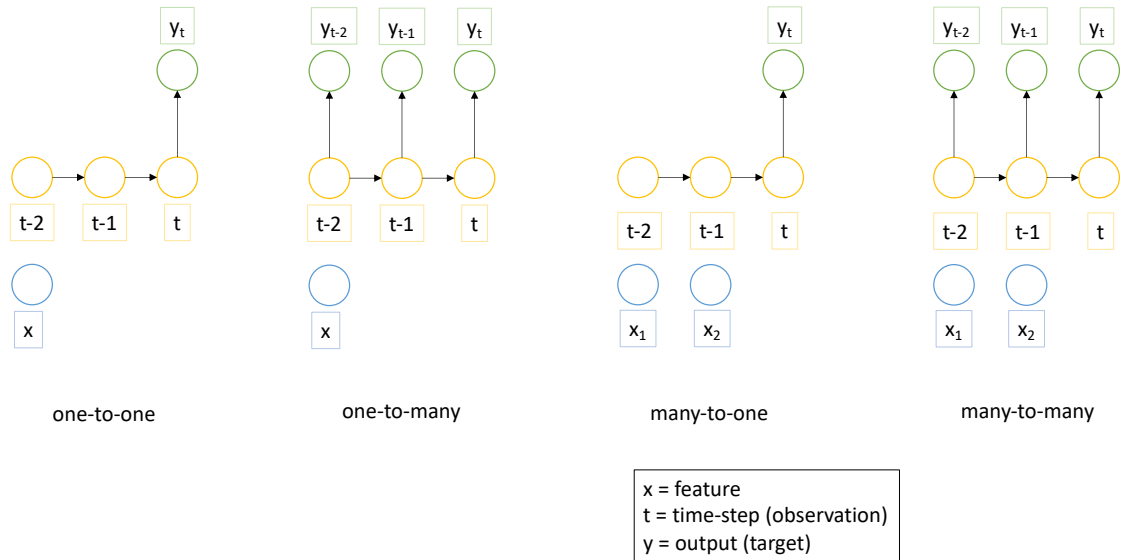 yt
yt-2 yt-1 yt
yt
yt-2 yt-1 yt
t-2 t-1 t
t-2 t-1 t
t-2 t-1 t
t-2 t-1 t
x
x
x1 x2
x1 x2
one-to-one
one-to-many
many-to-one
many-to-many
x = feature
t = time-step (observation)
y = output (target)